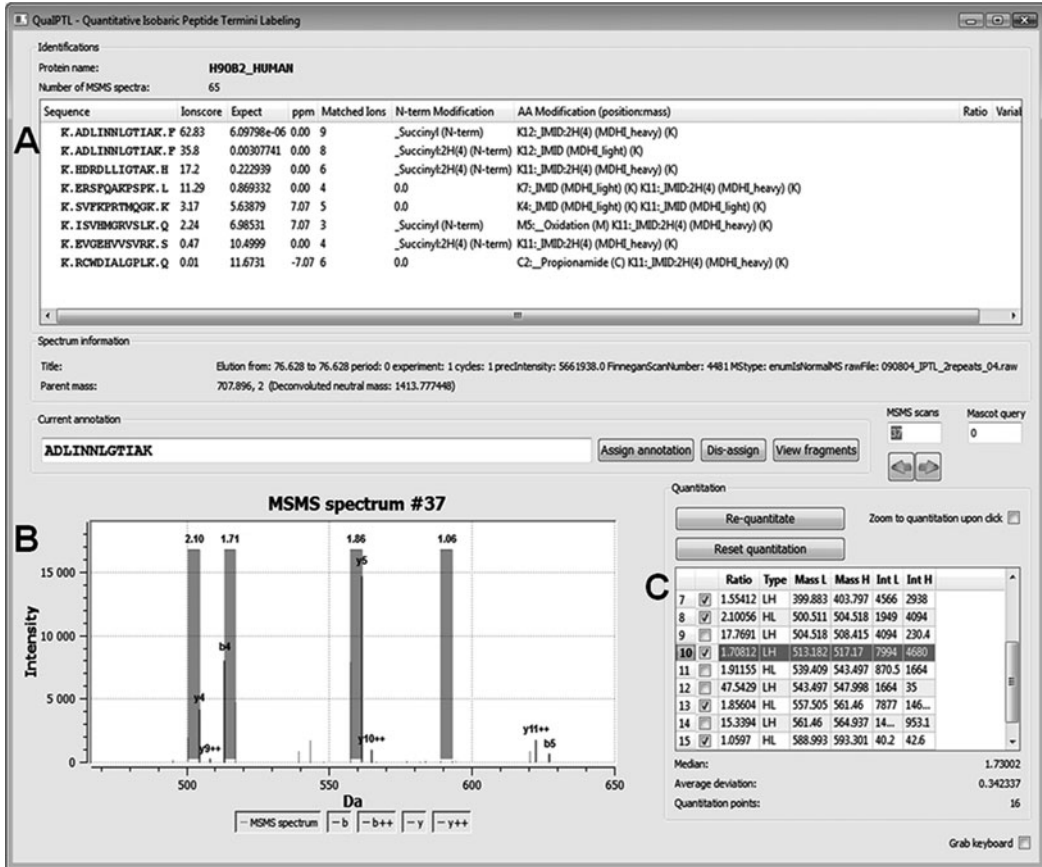 QuaIPTL - Quantitative Isobaric Peptide Termini Labeling
Identifications
Protein name: H90B2_HUMAN
Number of MSMS spectra: 65
A
Sequence Ionscore Expect ppm Matched Ions N-term Modification AA Modification (position:mass) Ratio Varial
K.ADLINNLGTIAK.F 62.83 6.09798e-06 0.00 9 _Succinyl (N-term) K12:_IMID:2H(4) (MDHI_heavy) (K)
K.ADLINNLGTIAK.F 35.8 0.00307741 0.00 8 _Succinyl:2H(4) (N-term) K12:_IMID (MDHI_light) (K)
K.HDRDLLIGTAK.H 17.2 0.222939 0.00 6 _Succinyl:2H(4) (N-term) K11:_IMID:2H(4) (MDHI_heavy) (K)
K.ERSFQAKPSPK.L 11.29 0.869332 0.00 4 0.0 K7:_IMID (MDHI_light) (K) K11:_IMID:2H(4) (MDHI_heavy) (K)
K.SVFKPRTMQGK.K 3.17 5.63879 7.07 5 0.0 K4:_IMID (MDHI_light) (K) K11:_IMID (MDHI_light) (K)
K.ISVHMGRVSLK.Q 2.24 6.98531 7.07 3 _Succinyl (N-term) M5:_Oxidation (M) K11:_IMID:2H(4) (MDHI_heavy) (K)
K.EVGEHVVSVRK.S 0.47 10.4999 0.00 4 _Succinyl:2H(4) (N-term) K11:_IMID:2H(4) (MDHI_heavy) (K)
K.RCWDIALGPLK.Q 0.01 11.6731 -7.07 6 0.0 C2:_Propionamide (C) K11:_IMID:2H(4) (MDHI_heavy) (K)
Spectrum information
Title: Elution from: 76.628 to 76.628 period: 0 experiment: 1 cycles: 1 precIntensity: 5661938.0 FinneganScanNumber: 4481 MStype: enumIsNormalMS rawFile: 090804_IPTL_2repeats_04.raw
Parent mass: 707.896, 2 (Deconvoluted neutral mass: 1413.777448)
Current annotation
ADLINNLGTIAK
Assign annotation Dis-assign View fragments
MSMS scans Mascot query
37 0
B
MSMS spectrum #37
2.10 1.71 1.86 1.06
y5
15 000
10 000
b4
5 000
y4
y9++ y10++ y11++ b5
0
Intensity
500 550 600 650
Da
MSMS spectrum b b++ y y++
Quantitation
Re-quantitate Zoom to quantitation upon click
Reset quantitation
C
Ratio Type Mass L Mass H Int L Int H
7 1.55412 LH 399.883 403.797 4566 2938
8 2.10056 HL 500.511 504.518 1949 4094
9 17.7691 LH 504.518 508.415 4094 230.4
10 1.70812 LH 513.182 517.17 7994 4680
11 1.91155 HL 539.409 543.497 870.5 1664
12 47.5429 LH 543.497 547.998 1664 35
13 1.85604 HL 557.505 561.46 7877 146...
14 15.3394 LH 561.46 564.937 14... 953.1
15 1.0597 HL 588.993 593.301 40.2 42.6
Median: 1.73002
Average deviation: 0.342337
Quantitation points: 16
Grab keyboard